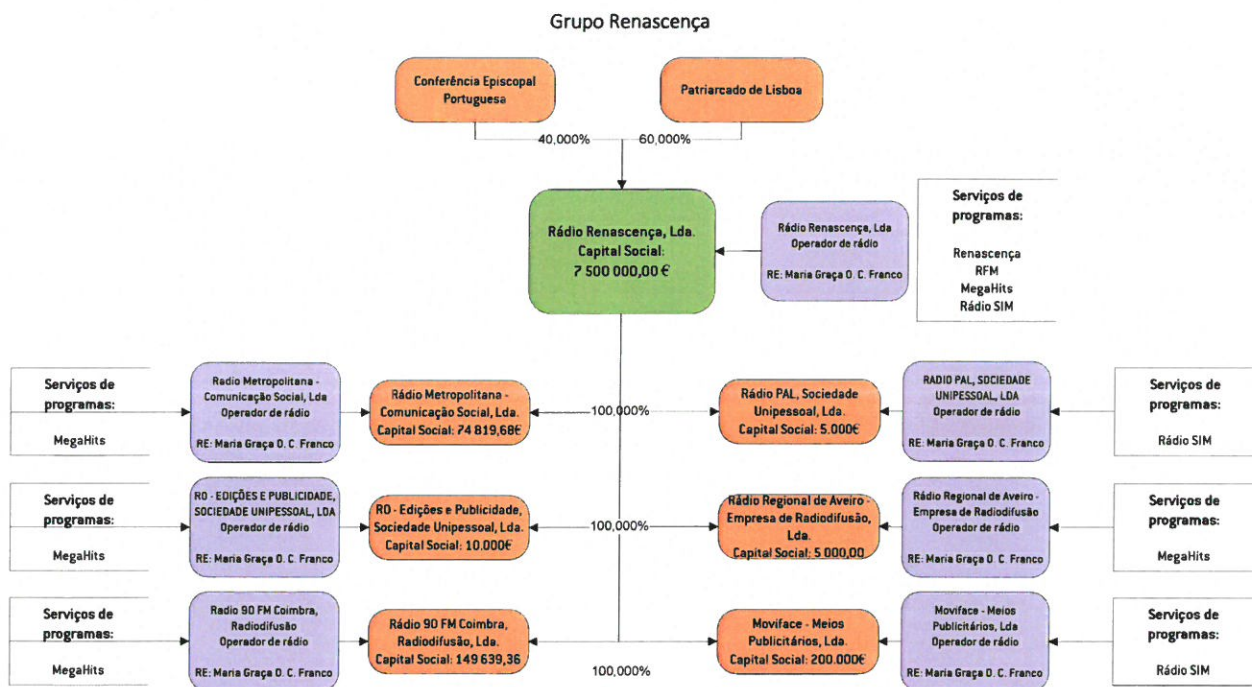 Grupo Renascença
Conferência Episcopal
Portuguesa
Patriarcado de Lisboa
40,000%
60,000%
Rádio Renascença, Lda.
Capital Social:
7 500 000,00 €
Rádio Renascença, Lda
Operador de rádio
RE: Maria Graça O. C. Franco
Serviços de
programas:
Renascença
RFM
MegaHits
Rádio SIM
Serviços de
programas:
MegaHits
Radio Metropolitana -
Comunicação Social, Lda
Operador de rádio
RE: Maria Graça O. C. Franco
Rádio Metropolitana -
Comunicação Social, Lda.
Capital Social: 74 819,68€
100,000%
Rádio PAL, Sociedade
Unipessoal, Lda.
Capital Social: 5.000€
RADIO PAL, SOCIEDADE
UNIPESSOAL, LDA
Operador de rádio
RE: Maria Graça O. C. Franco
Serviços de
programas:
Rádio SIM
Serviços de
programas:
MegaHits
RO - EDIÇÕES E PUBLICIDADE,
SOCIEDADE UNIPESSOAL, LDA
Operador de rádio
RE: Maria Graça O. C. Franco
RO - Edições e Publicidade,
Sociedade Unipessoal, Lda.
Capital Social: 10.000€
100,000%
Rádio Regional de Aveiro -
Empresa de Radiodifusão,
Lda.
Capital Social: 5 000,00
Rádio Regional de Aveiro -
Empresa de Radiodifusão
Operador de rádio
RE: Maria Graça O. C. Franco
Serviços de
programas:
MegaHits
Serviços de
programas:
MegaHits
Radio 90 FM Coimbra,
Radiodifusão
Operador de rádio
RE: Maria Graça O. C. Franco
Rádio 90 FM Coimbra,
Radiodifusão, Lda.
Capital Social: 149 639,36
100,000%
Moviface - Meios
Publicitários, Lda.
Capital Social: 200.000€
Moviface - Meios
Publicitários, Lda
Operador de rádio
RE: Maria Graça O. C. Franco
Serviços de
programas:
Rádio SIM